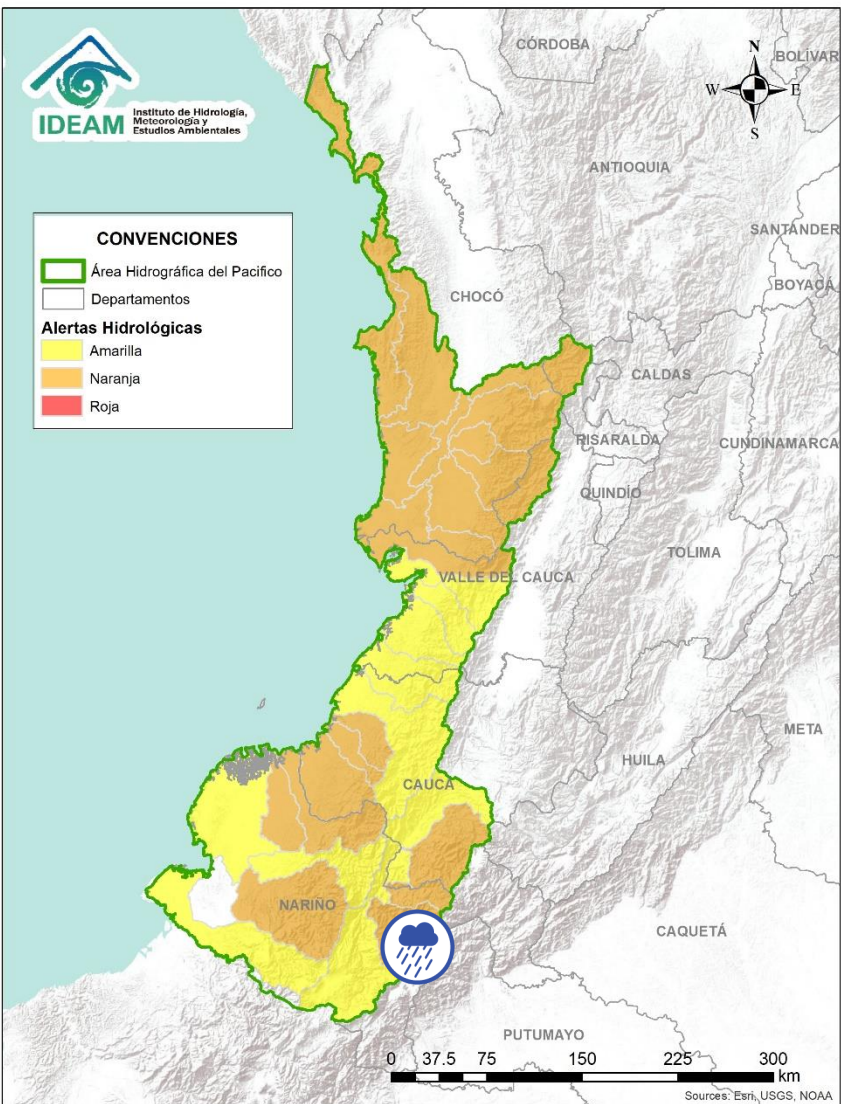 IDEAM
Instituto de Hidrología,
Meteorología y
Estudios Ambientales
N
W
E
S
CÓRDOBA
BOLÍVAR
ANTIOQUIA
SANTANDER
BOYACÁ
CHOCÓ
CALDAS
RISARALDA
CUNDINAMARCA
QUINDÍO
TOLIMA
VALLE DEL CAUCA
META
HUILA
CAUCA
NARIÑO
CAQUETÁ
PUTUMAYO
CONVENCIONES
Área Hidrográfica del Pacifico
Departamentos
Alertas Hidrológicas
Amarilla
Naranja
Roja
0 37.5 75 150 225 300
km
Sources: Esri, USGS, NOAA